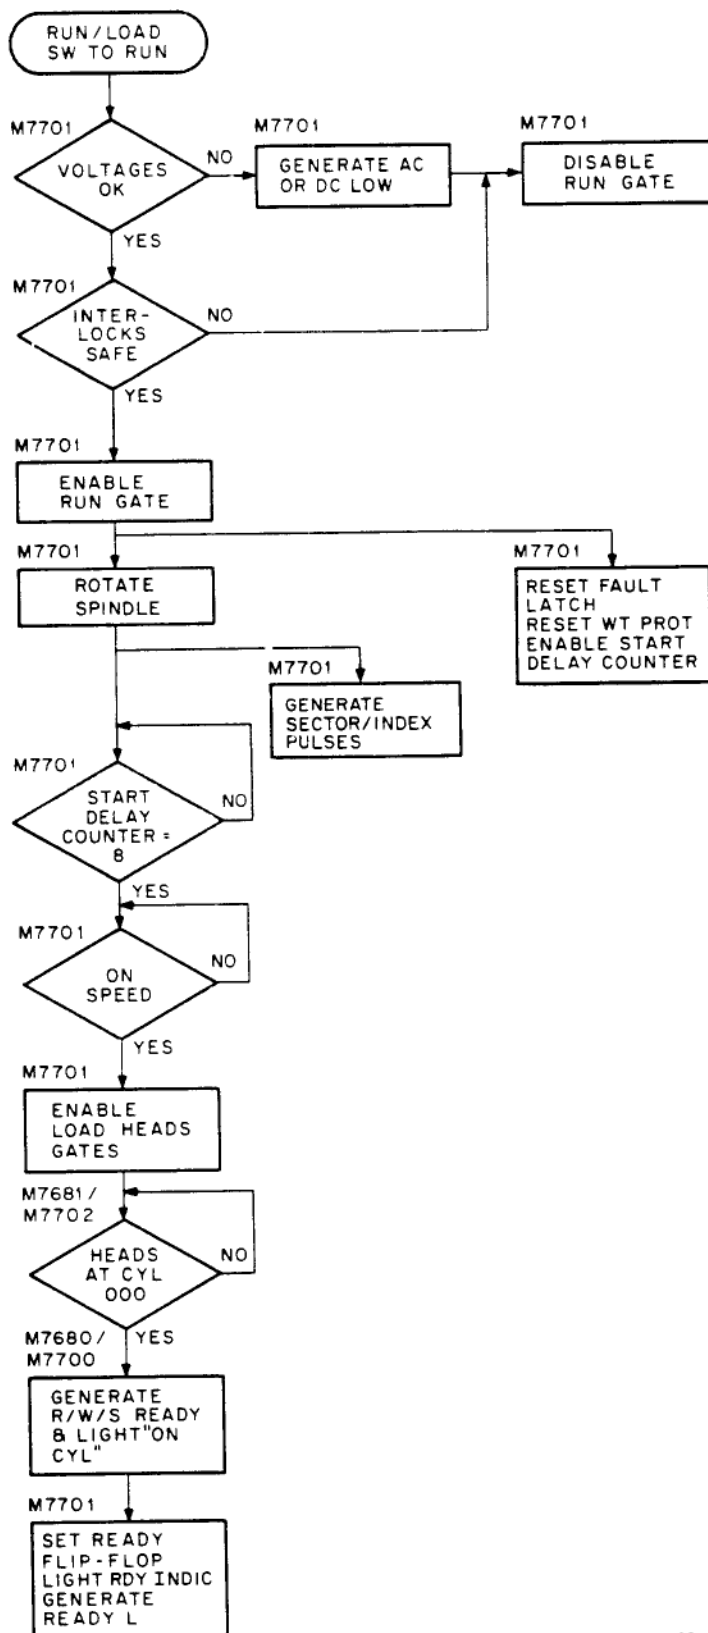 RUN/LOAD
SW TO RUN
M7701
VOLTAGES
OK
NO
YES
M7701
GENERATE AC
OR DC LOW
M7701
DISABLE
RUN GATE
M7701
INTER-
LOCKS
SAFE
NO
YES
M7701
ENABLE
RUN GATE
M7701
ROTATE
SPINDLE
M7701
RESET FAULT
LATCH
RESET WT PROT
ENABLE START
DELAY COUNTER
M7701
GENERATE
SECTOR/INDEX
PULSES
M7701
START
DELAY
COUNTER =
8
NO
YES
M7701
ON
SPEED
NO
YES
M7701
ENABLE
LOAD HEADS
GATES
M7681/
M7702
HEADS
AT CYL
000
NO
YES
M7680/
M7700
GENERATE
R/W/S READY
& LIGHT "ON
CYL"
M7701
SET READY
FLIP-FLOP
LIGHT RDY INDIC
GENERATE
READY L